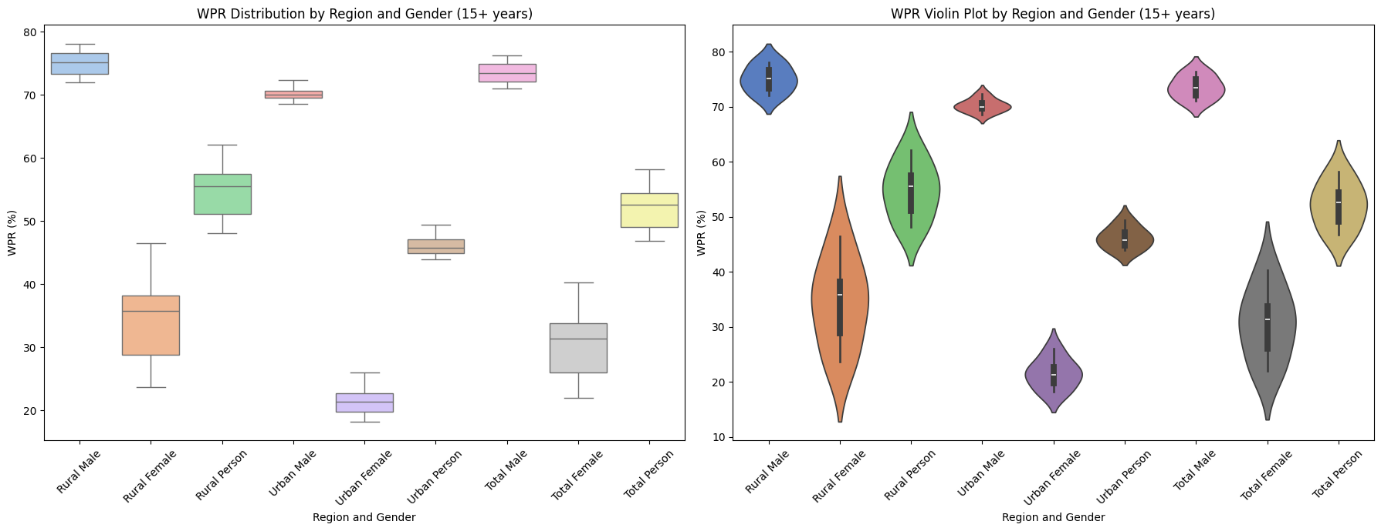 WPR Distribution by Region and Gender (15+ years)
WPR (%)
80
70
60
50
40
30
20
Rural Male
Rural Female
Rural Person
Urban Male
Urban Female
Urban Person
Total Male
Total Female
Total Person
Region and Gender
WPR Violin Plot by Region and Gender (15+ years)
WPR (%)
80
70
60
50
40
30
20
10
Rural Male
Rural Female
Rural Person
Urban Male
Urban Female
Urban Person
Total Male
Total Female
Total Person
Region and Gender